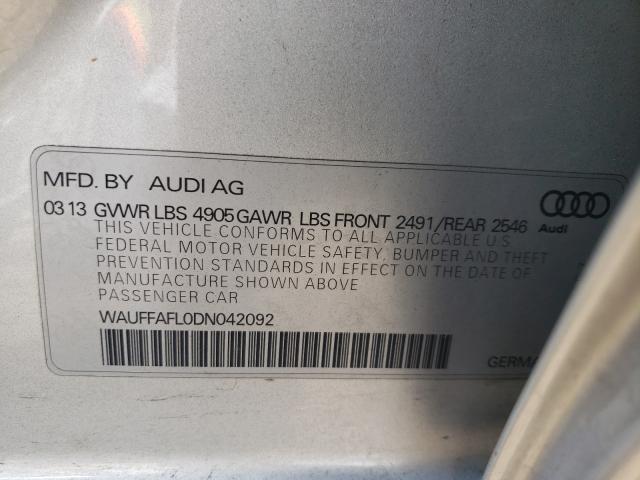 MFD. BY AUDI AG
03 13 GVWR LBS 4905 GAWR LBS FRONT 2491/REAR 2546
Audi
THIS VEHICLE CONFORMS TO ALL APPLICABLE U.S.
FEDERAL MOTOR VEHICLE SAFETY, BUMPER AND THEFT
PREVENTION STANDARDS IN EFFECT ON THE DATE OF
MANUFACTURE SHOWN ABOVE
PASSENGER CAR
WAUFFAFL0DN042092